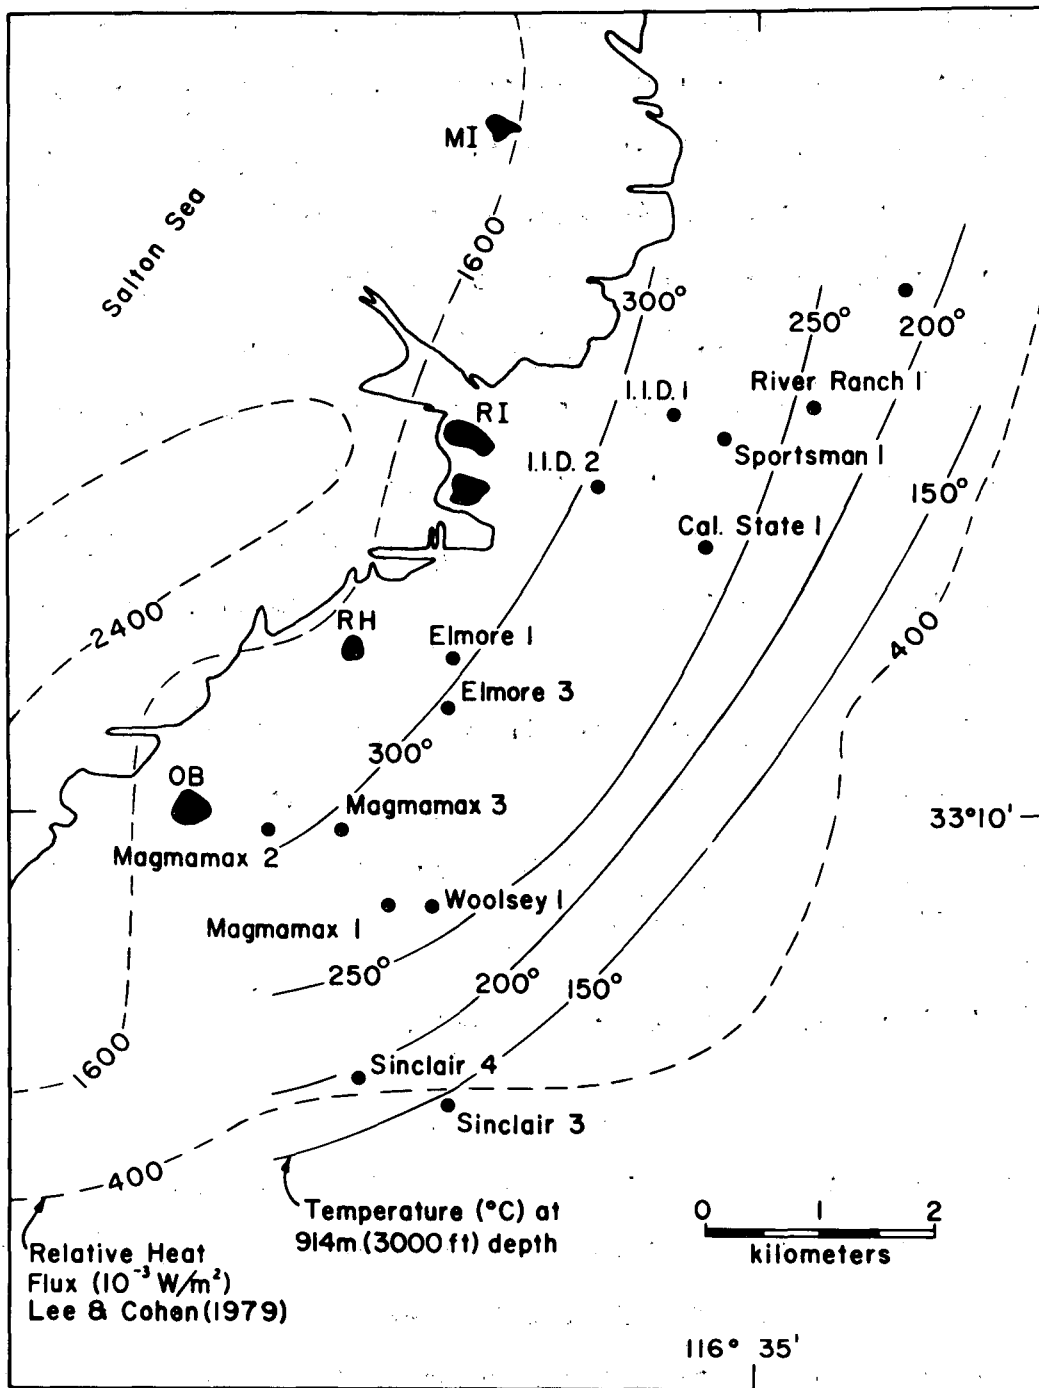 MI
Salton Sea
1600
300°
250°
200°
I.I.D. 1
River Ranch 1
RI
Sportsman 1
I.I.D. 2
150°
Cal. State 1
2400
RH
Elmore 1
400
Elmore 3
300°
OB
Magmamax 3
33°10'
Magmamax 2
Woolsey 1
Magmamax 1
250°
200°
150°
1600
Sinclair 4
Sinclair 3
400
Temperature (°C) at
914m (3000 ft) depth
0 1 2
kilometers
Relative Heat
Flux (10⁻³ W/m²)
Lee & Cohen (1979)
116° 35'